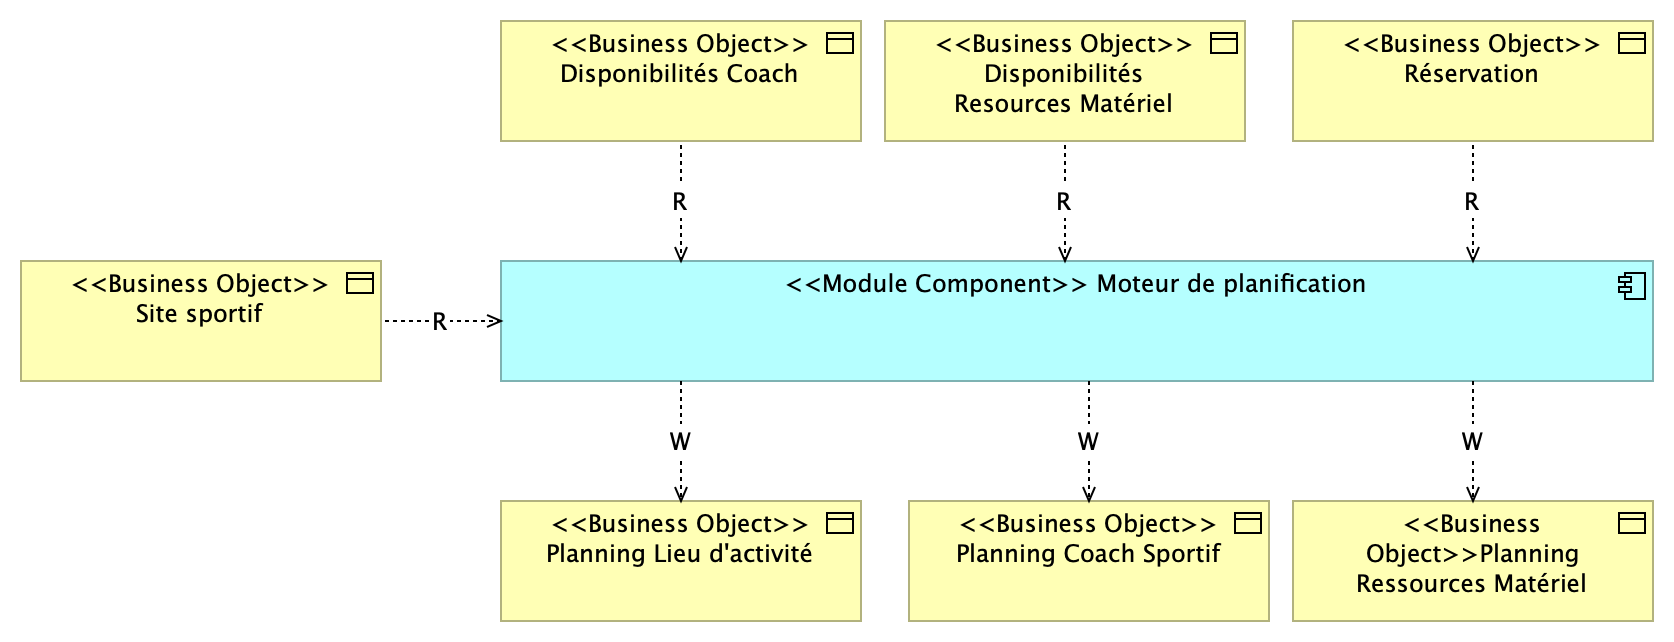 <<Business Object>>
Disponibilités Coach
<<Business Object>>
Disponibilités
Resources Matériel
<<Business Object>>
Réservation
R
R
R
<<Business Object>>
Site sportif
R
<<Module Component>> Moteur de planification
W
W
W
<<Business Object>>
Planning Lieu d'activité
<<Business Object>>
Planning Coach Sportif
<<Business
Object>>Planning
Ressources Matériel